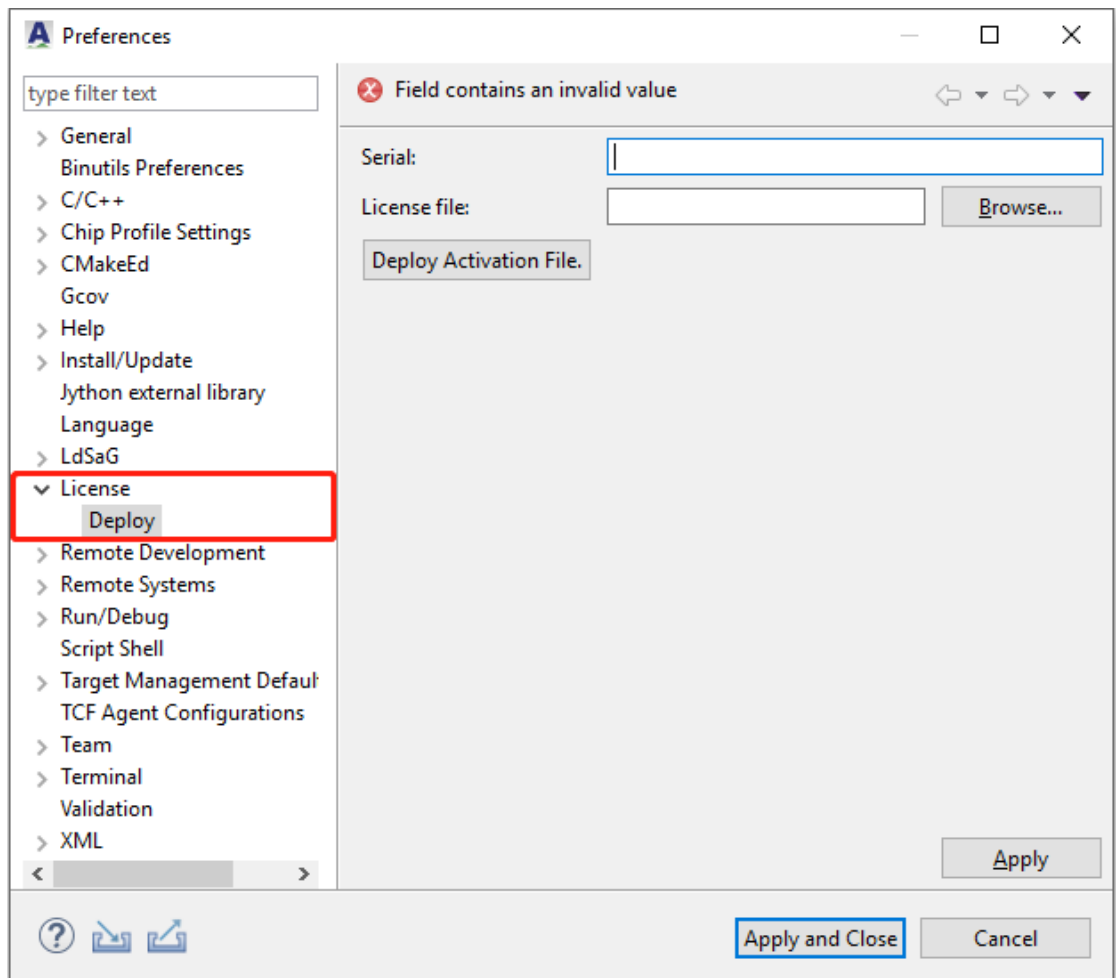 Preferences
type filter text
General
Binutils Preferences
C/C++
Chip Profile Settings
CMakeEd
Gcov
Help
Install/Update
Jython external library
Language
LdSaG
License
Deploy
Remote Development
Remote Systems
Run/Debug
Script Shell
Target Management Defaul
TCF Agent Configurations
Team
Terminal
Validation
XML
Field contains an invalid value
Serial:
License file:
Browse...
Deploy Activation File.
Apply
Apply and Close
Cancel